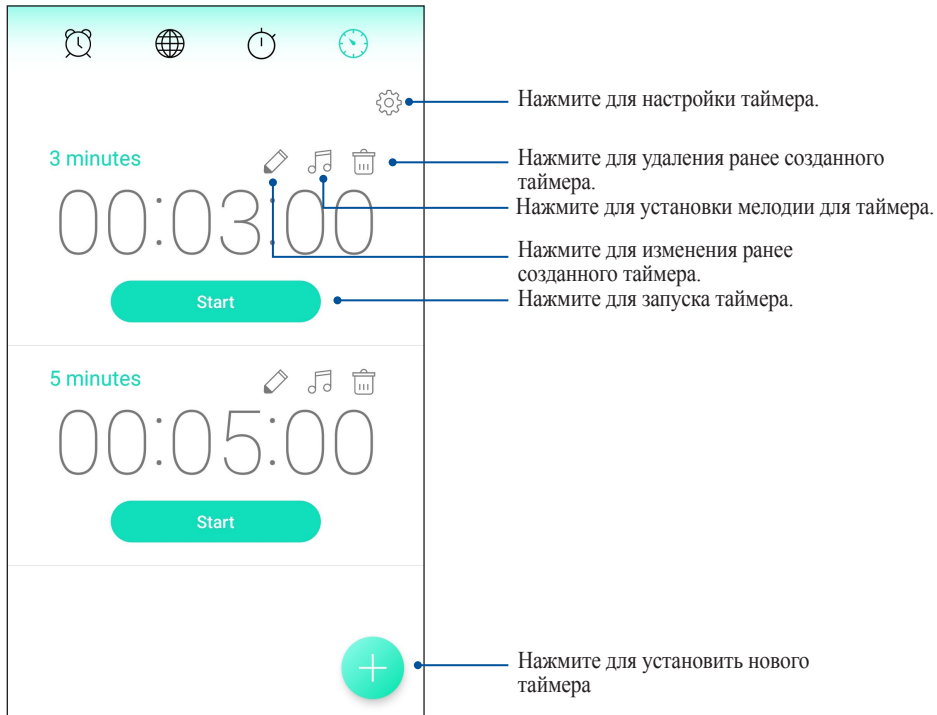 Нажмите для настройки таймера.
3 minutes
Нажмите для удаления ранее созданного
таймера.
00:03:00
Нажмите для установки мелодии для таймера.
Нажмите для изменения ранее
созданного таймера.
Start
Нажмите для запуска таймера.
5 minutes
00:05:00
Start
Нажмите для установить нового
таймера